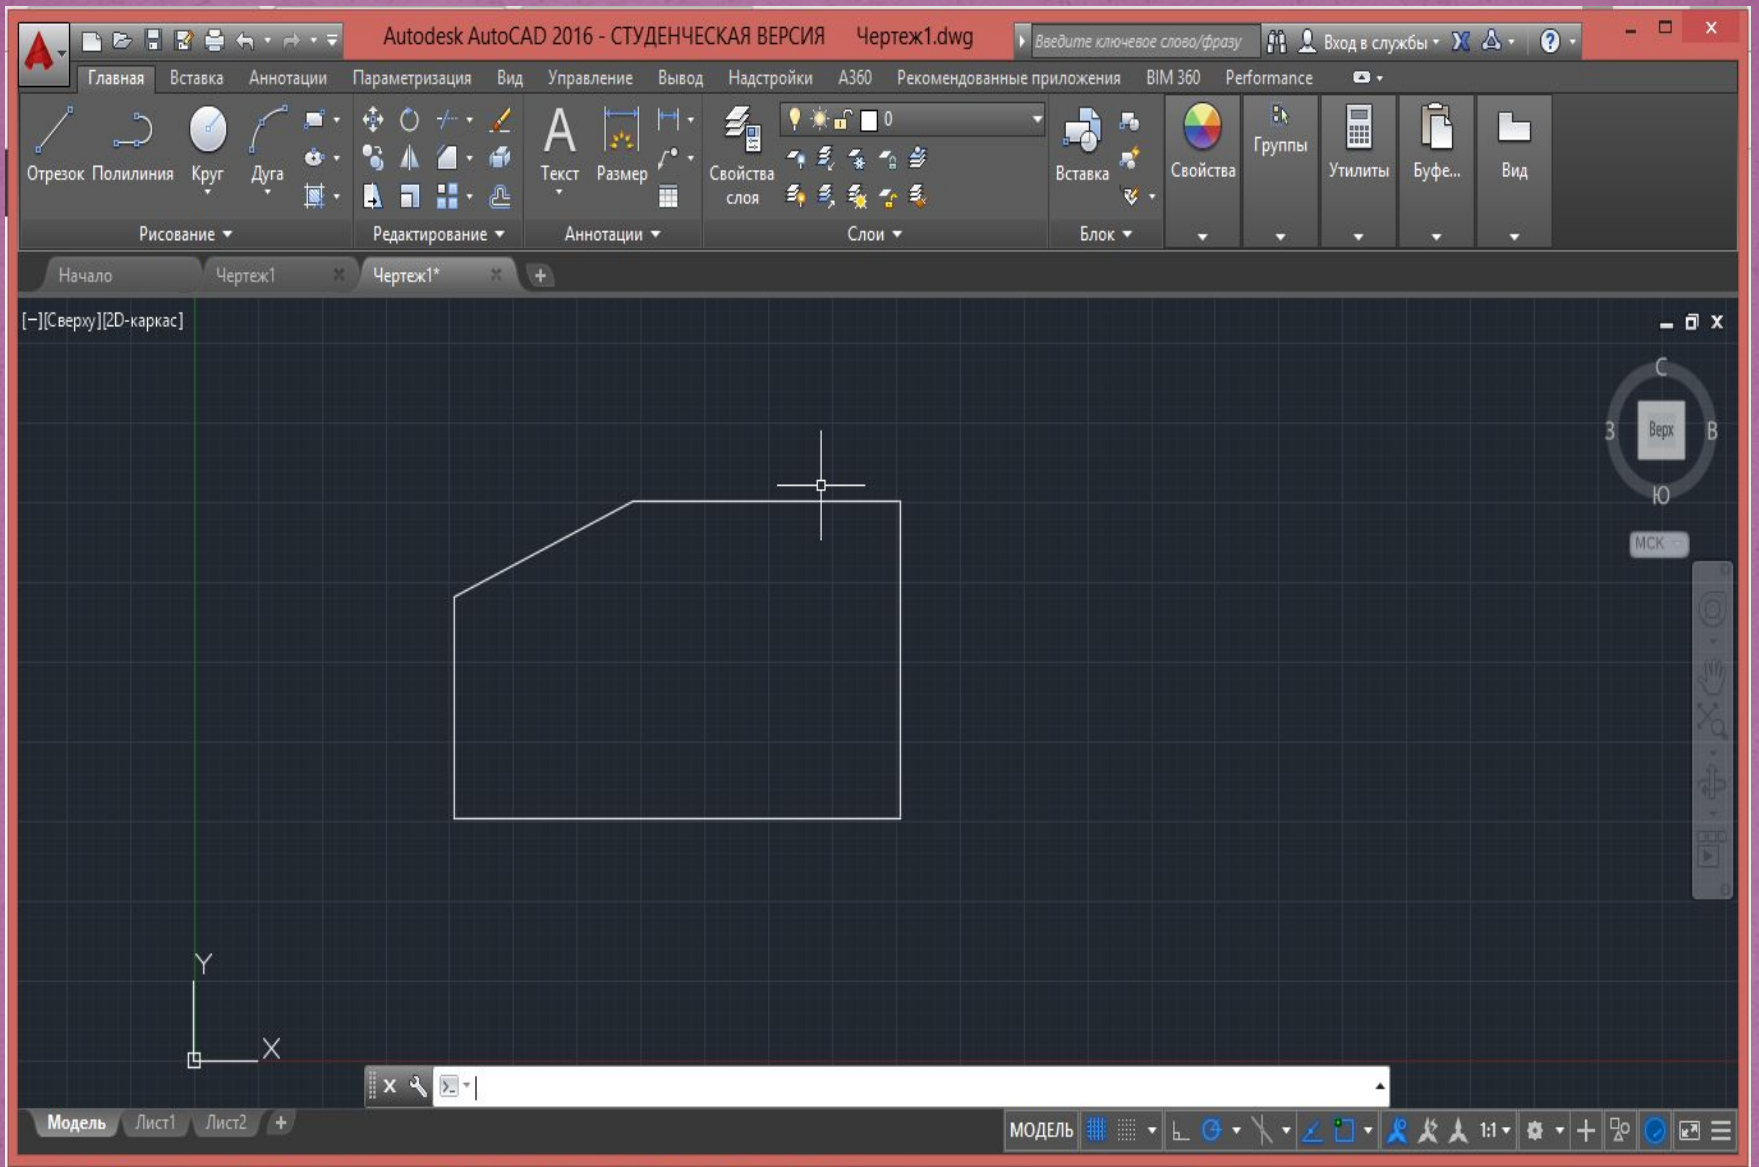 Autodesk AutoCAD 2016 - СТУДЕНЧЕСКАЯ ВЕРСИЯ Чертеж1.dwg
Введите ключевое слово/фразу
Вход в службы
Главная Вставка Аннотации Параметризация Вид Управление Вывод Надстройки A360 Рекомендованные приложения BIM 360 Performance
0
Отрезок Полилиния Круг Дуга
Текст Размер
Свойства слоя
Вставка
Свойства
Группы
Утилиты
Буфе...
Вид
Рисование Редактирование Аннотации Слои Блок
Начало Чертеж1 Чертеж1*
[−][Сверху][2D-каркас]
С
З Верх В
Ю
МСК
Y
X
Модель Лист1 Лист2 +
МОДЕЛЬ 1:1